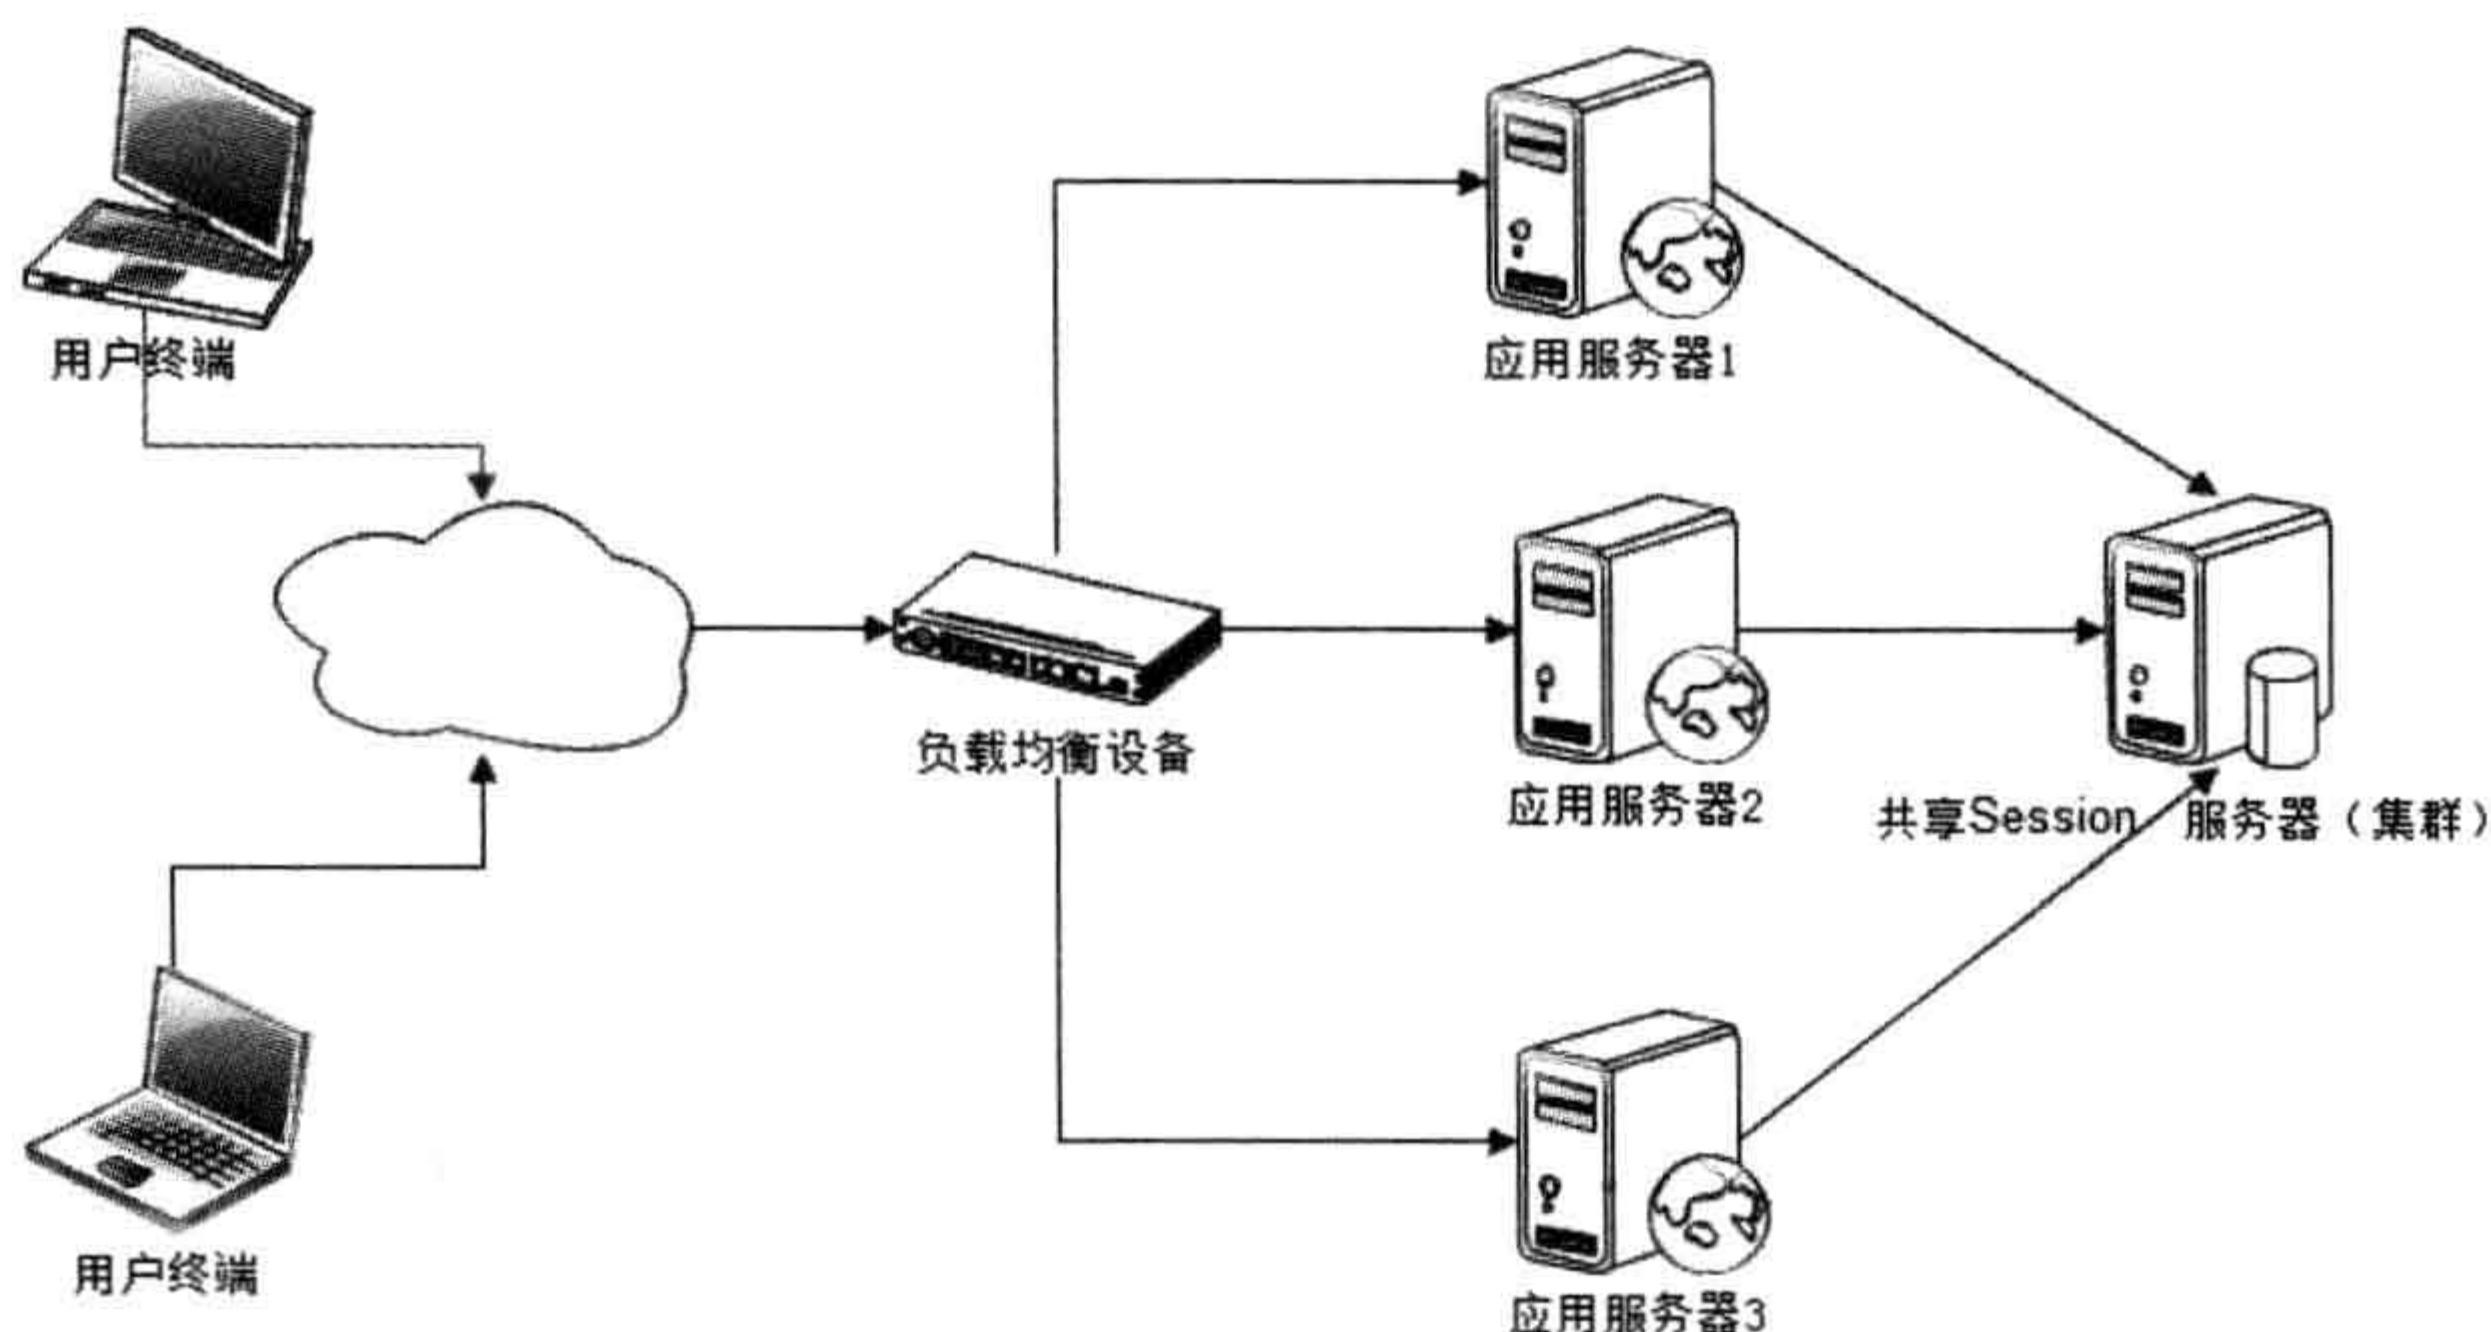 用户终端
应用服务器1
负载均衡设备
应用服务器2
共享Session 服务器（集群）
用户终端
应用服务器3